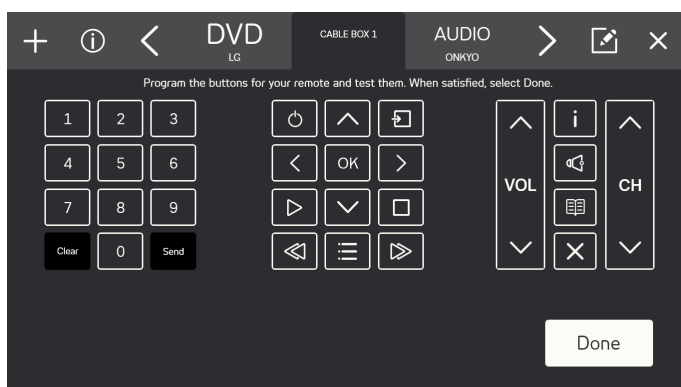 DVD
LG
CABLE BOX 1
AUDIO
ONKYO
Program the buttons for your remote and test them. When satisfied, select Done.
1 2 3
4 5 6
OK
7 8 9
Clear 0 Send
VOL
i
CH
Done